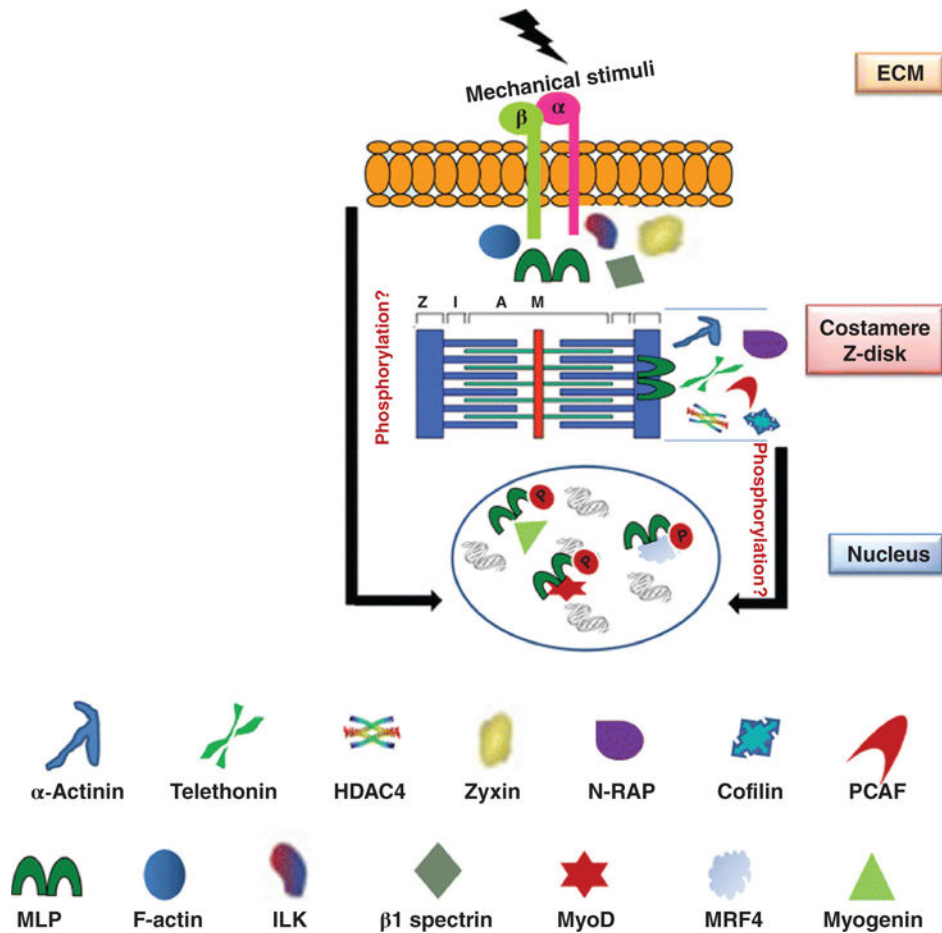 Mechanical stimuli
ECM
β α
Phosphorylation?
Z I A M
Costamere
Z-disk
Phosphorylation?
P
P
P
Nucleus
α-Actinin Telethonin HDAC4 Zyxin N-RAP Cofilin PCAF
MLP F-actin ILK β1 spectrin MyoD MRF4 Myogenin